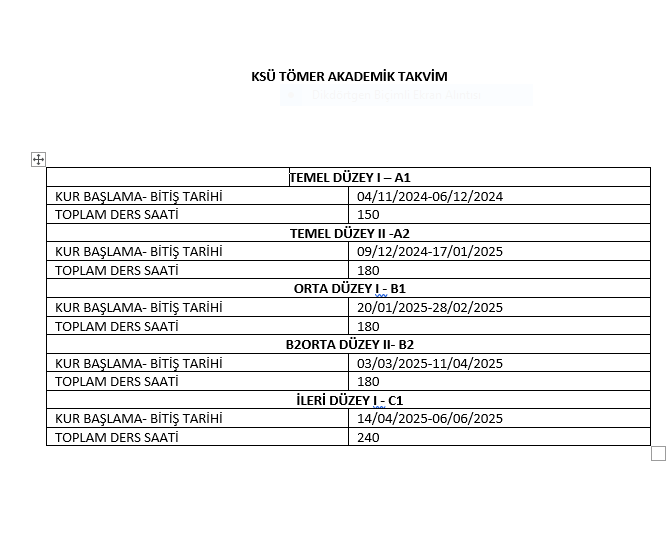 KSÜ TÖMER AKADEMİK TAKVİM
TEMEL DÜZEY I – A1
KUR BAŞLAMA- BİTİŞ TARİHİ 04/11/2024-06/12/2024
TOPLAM DERS SAATİ 150
TEMEL DÜZEY II -A2
KUR BAŞLAMA- BİTİŞ TARİHİ 09/12/2024-17/01/2025
TOPLAM DERS SAATİ 180
ORTA DÜZEY I - B1
KUR BAŞLAMA- BİTİŞ TARİHİ 20/01/2025-28/02/2025
TOPLAM DERS SAATİ 180
B2ORTA DÜZEY II- B2
KUR BAŞLAMA- BİTİŞ TARİHİ 03/03/2025-11/04/2025
TOPLAM DERS SAATİ 180
İLERİ DÜZEY I - C1
KUR BAŞLAMA- BİTİŞ TARİHİ 14/04/2025-06/06/2025
TOPLAM DERS SAATİ 240